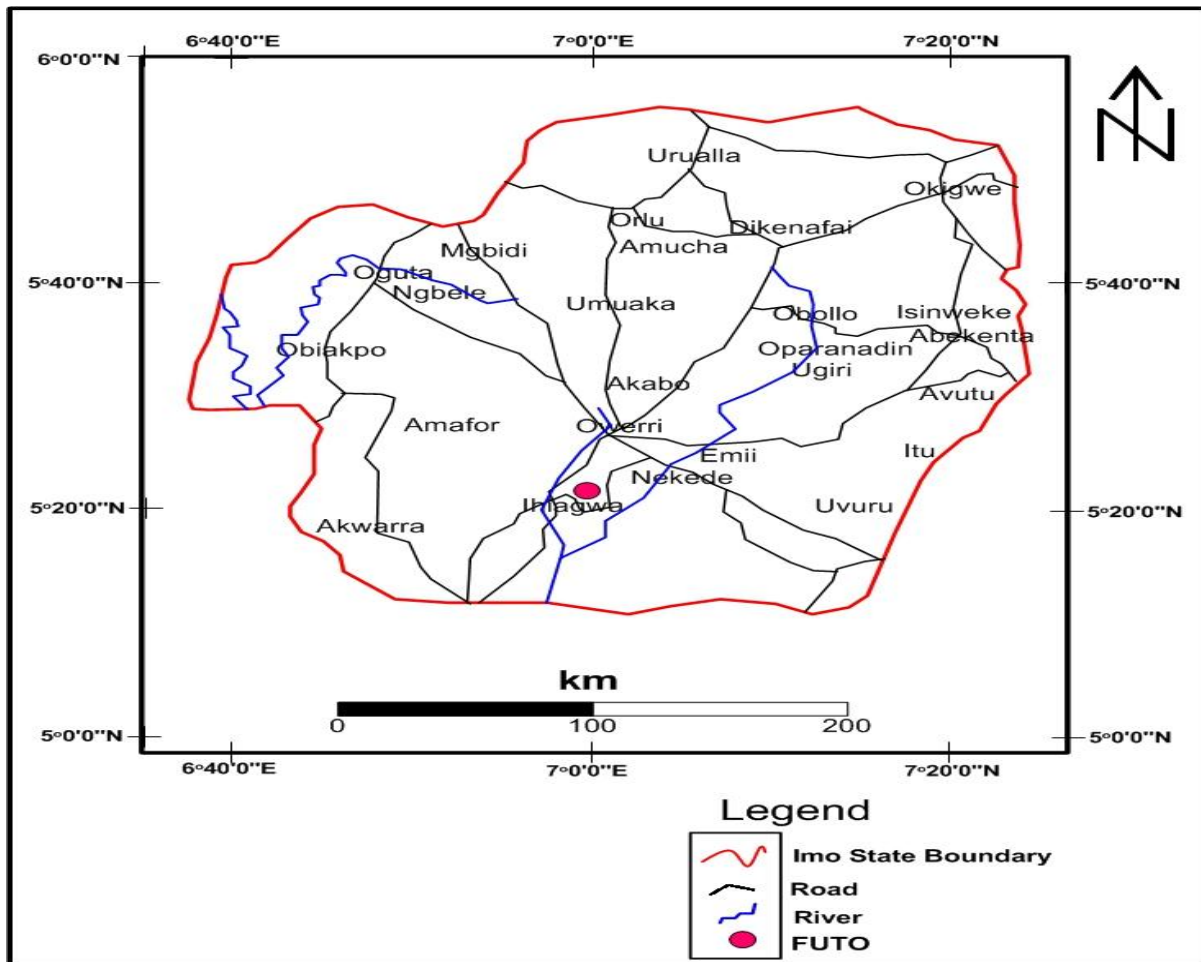 6°40'0"E 7°0'0"E 7°20'0"N
6°0'0"N
N
Urualla
Okigwe
Orlu
Dikenafai
Amucha
Mgbidi
Oguta
5°40'0"N 5°40'0"N
Ngbele
Umuaka
Obollo
Isinweke
Abekenta
Obiakpo
Oparanadin
Ugiri
Akabo
Avutu
Amafor
Owerri
Itu
Emii
Nekede
Ihiagwa
Uvuru
5°20'0"N 5°20'0"N
Akwarra
km
0 100 200
5°0'0"N 5°0'0"N
6°40'0"E 7°0'0"E 7°20'0"N
Legend
Imo State Boundary
Road
River
FUTO